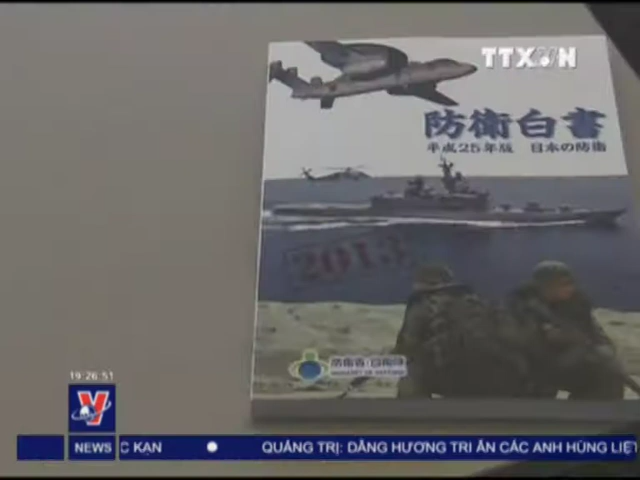 TTXVN
防衛白書
平成25年版 日本の防衛
2013
防衛省・自衛隊
MINISTRY OF DEFENSE
19:26:51
V
NEWS
C KẠN
QUẢNG TRỊ: DÂNG HƯƠNG TRI ÂN CÁC ANH HÙNG LIỆT